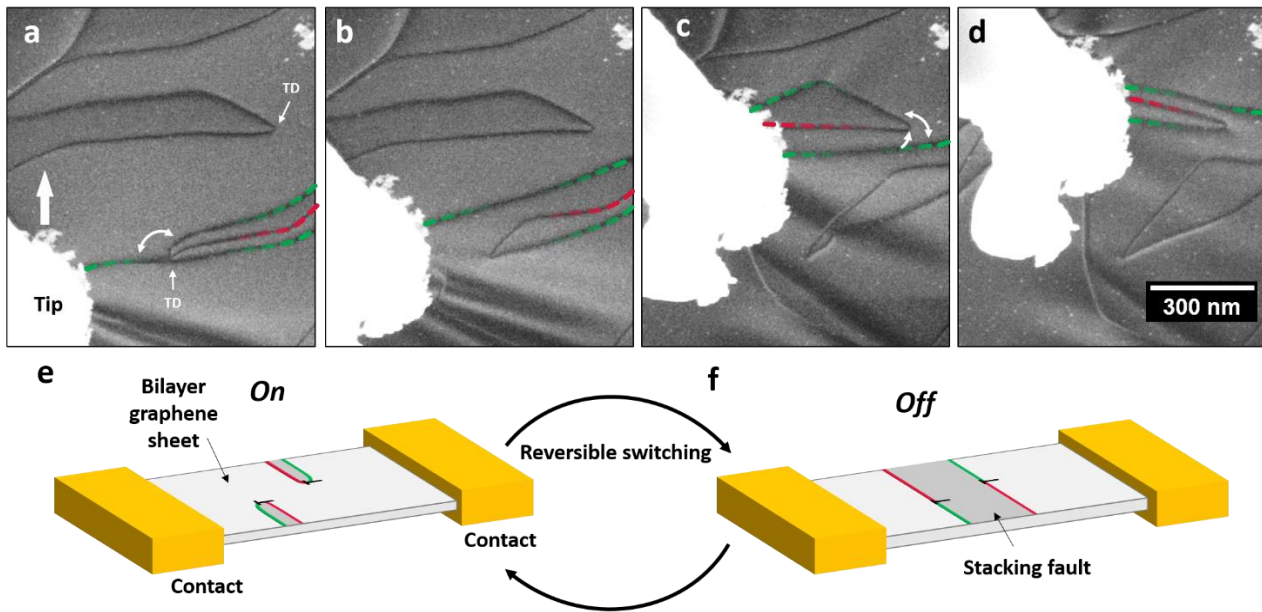 a
b
c
d
TD
TD
Tip
300 nm
e
On
f
Off
Bilayer
graphene
sheet
Reversible switching
Contact
Contact
Stacking fault